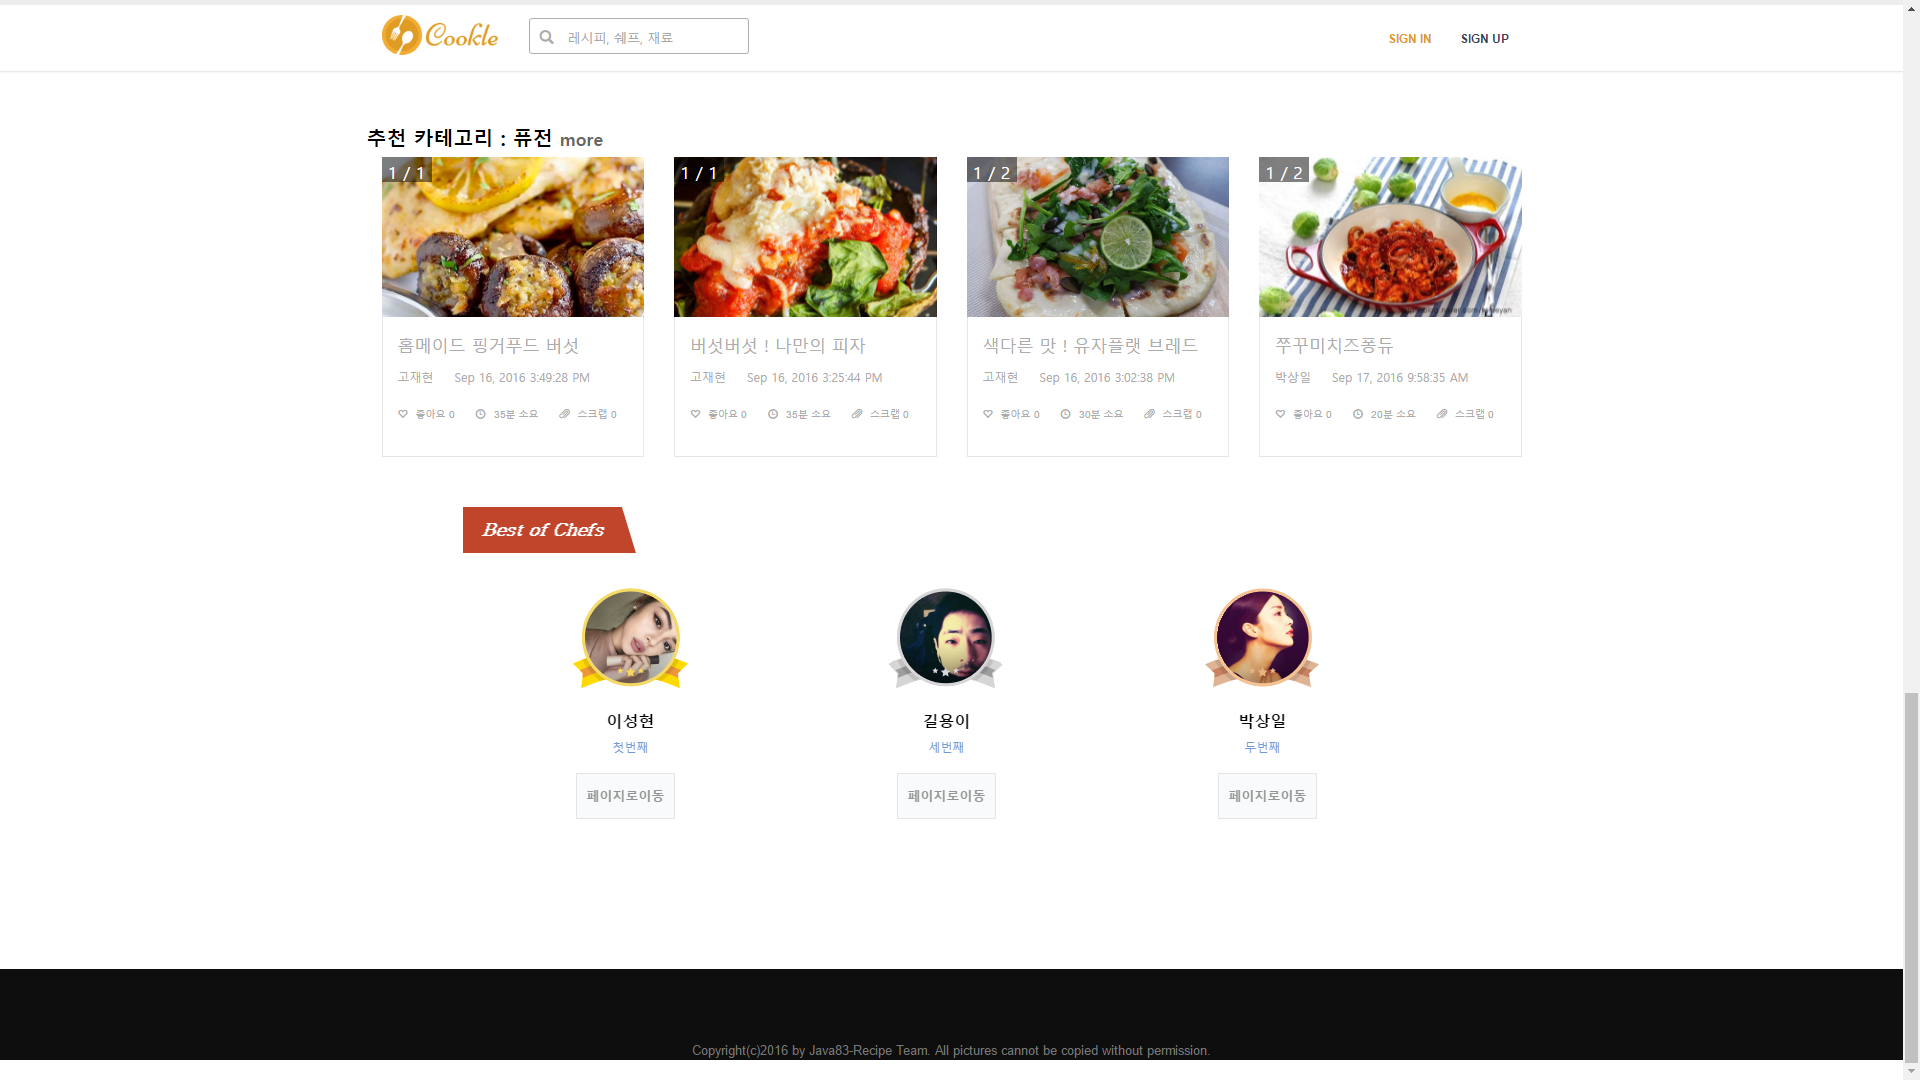 Cookle
레시피, 쉐프, 재료
SIGN IN
SIGN UP
추천 카테고리 : 퓨전 more
1 / 1
1 / 1
1 / 2
1 / 2
홈메이드 핑거푸드 버섯
고재현 Sep 16, 2016 3:49:28 PM
좋아요 0 35분 소요 스크랩 0
버섯버섯 ! 나만의 피자
고재현 Sep 16, 2016 3:25:44 PM
좋아요 0 35분 소요 스크랩 0
색다른 맛 ! 유자플랫 브레드
고재현 Sep 16, 2016 3:02:38 PM
좋아요 0 30분 소요 스크랩 0
쭈꾸미치즈퐁듀
박상일 Sep 17, 2016 9:58:35 AM
좋아요 0 20분 소요 스크랩 0
Best of Chefs
이성현
첫번째
페이지로이동
길용이
세번째
페이지로이동
박상일
두번째
페이지로이동
Copyright(c)2016 by Java83-Recipe Team. All pictures cannot be copied without permission.